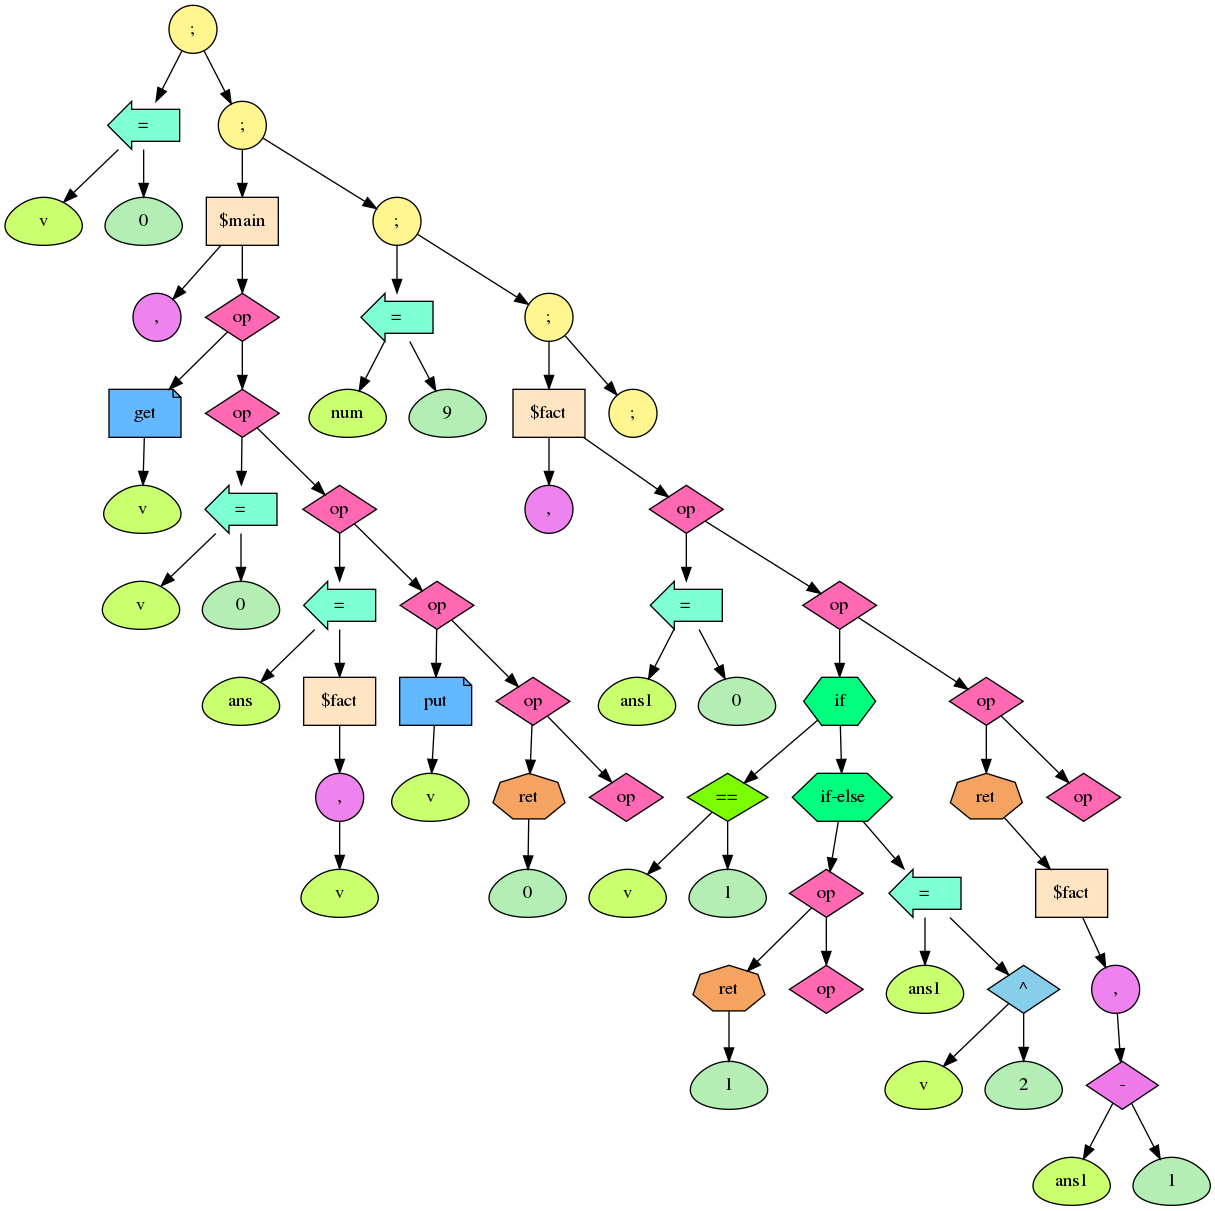 ;
= ;
v 0 $main ;
, op = ;
get op num 9 $fact ;
v = op , op
v 0 = op = op
ans $fact put op ans1 0 if op
, v ret op == if-else ret op
v 0 v 1 op = $fact
ret op ans1 ^ ,
1 v 2 -
ans1 1